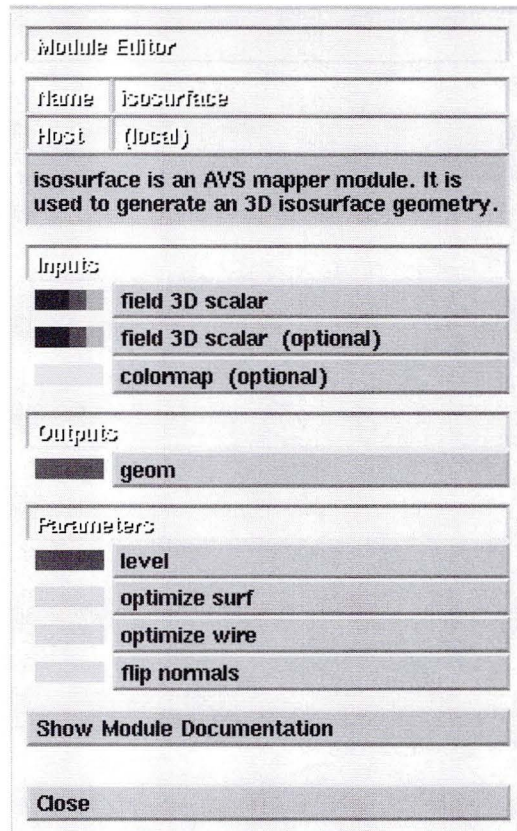 Module Editor
Name isosurface
Host (local)
isosurface is an AVS mapper module. It is
used to generate an 3D isosurface geometry.
Inputs
field 3D scalar
field 3D scalar (optional)
colormap (optional)
Outputs
geom
Parameters
level
optimize surf
optimize wire
flip normals
Show Module Documentation
Close